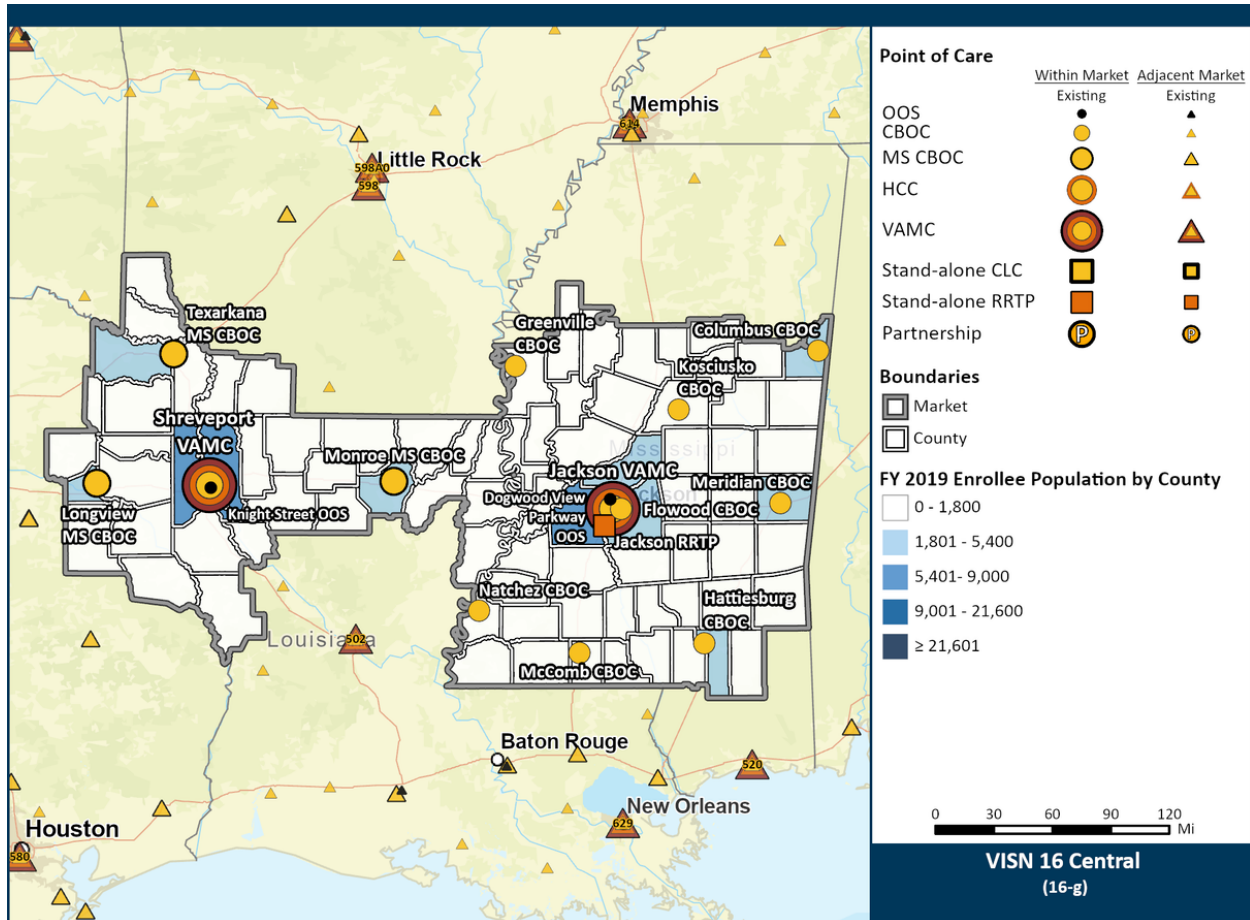 Memphis
614
Little Rock
598A0
598
Texarkana
MS CBOC
Greenville
CBOC
Columbus CBOC
Kosciusko
CBOC
Shreveport
VAMC
Mississippi
Monroe MS CBOC
Jackson VAMC
Meridian CBOC
Dogwood View
Parkway
OOS
Jackson
Flowood CBOC
Longview
MS CBOC
Knight Street OOS
Jackson RRTP
Natchez CBOC
Hattiesburg
CBOC
Louisiana
502
McComb CBOC
Baton Rouge
520
New Orleans
629
Houston
580
Point of Care
Within Market
Adjacent Market
Existing
Existing
OOS
CBOC
MS CBOC
HCC
VAMC
Stand-alone CLC
Stand-alone RRTP
Partnership
P
P
Boundaries
Market
County
FY 2019 Enrollee Population by County
0 - 1,800
1,801 - 5,400
5,401- 9,000
9,001 - 21,600
≥ 21,601
0 30 60 90 120
Mi
VISN 16 Central
(16-g)